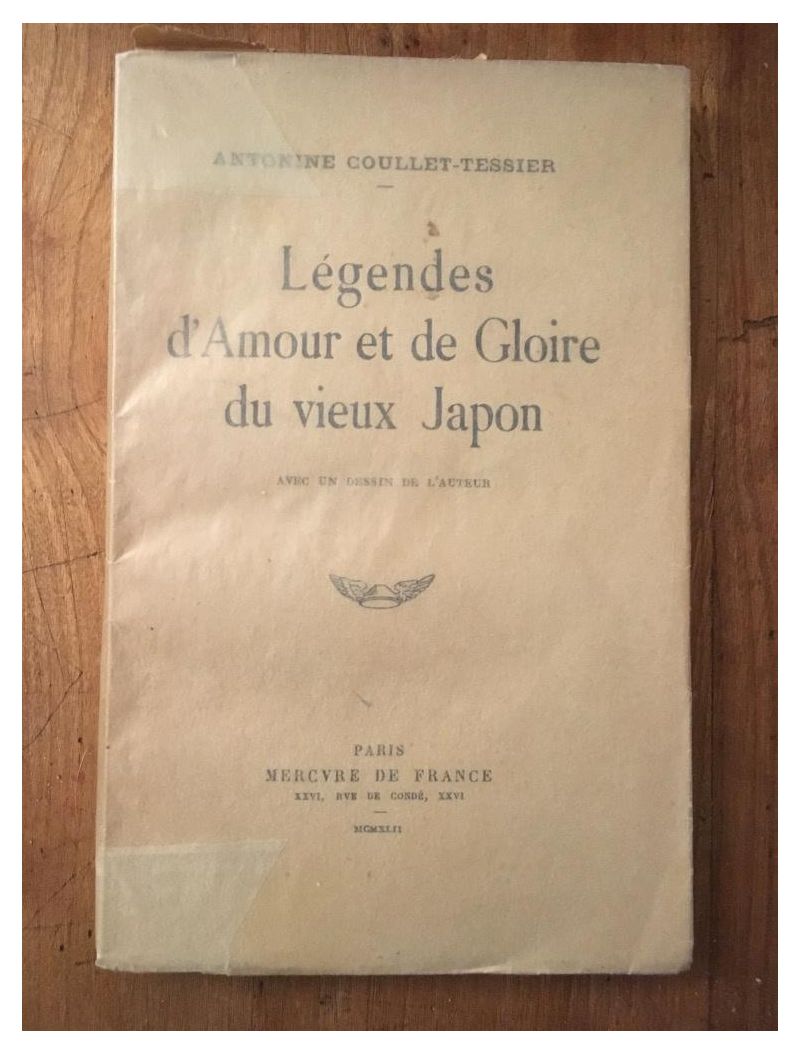 ANTONINE COULLET-TESSIER
Légendes
d'Amour et de Gloire
du vieux Japon
AVEC UN DESSIN DE L'AUTEUR
PARIS
MERCVRE DE FRANCE
XXVI, RVE DE CONDÉ, XXVI
MCMXLII